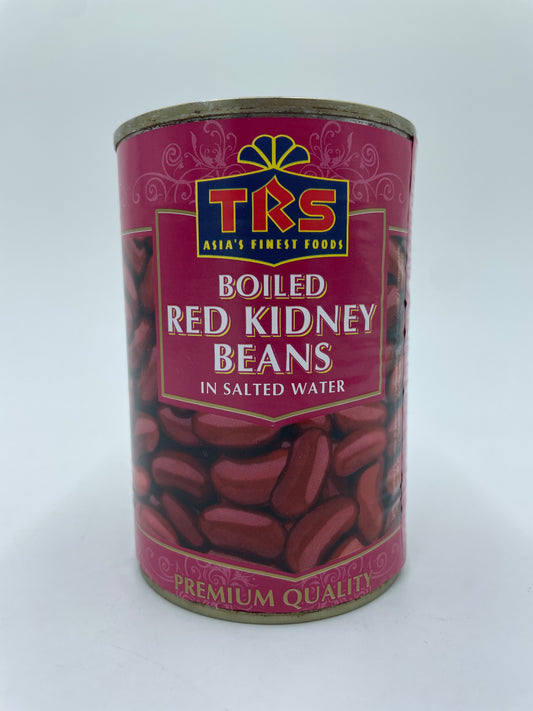 TRS
ASIA'S FINEST FOODS
BOILED
RED KIDNEY
BEANS
IN SALTED WATER
PREMIUM QUALITY